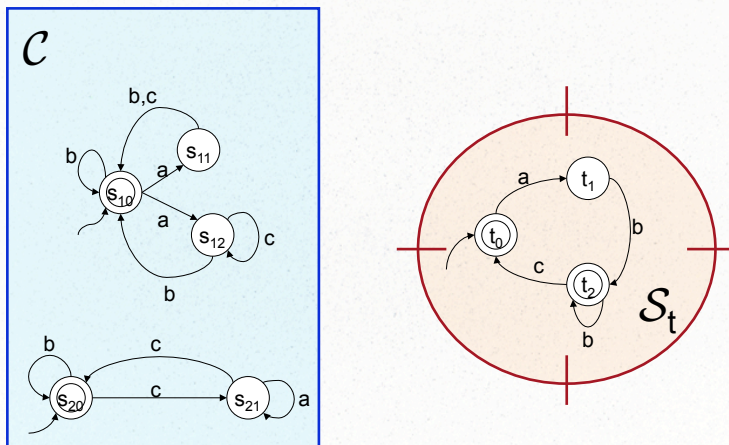 𝒞
b,c
b
a
s₁₁
s₁₀
a
s₁₂
c
b
b
c
s₂₀
c
s₂₁
a
a
t₁
t₀
b
c
t₂
b
𝒮t